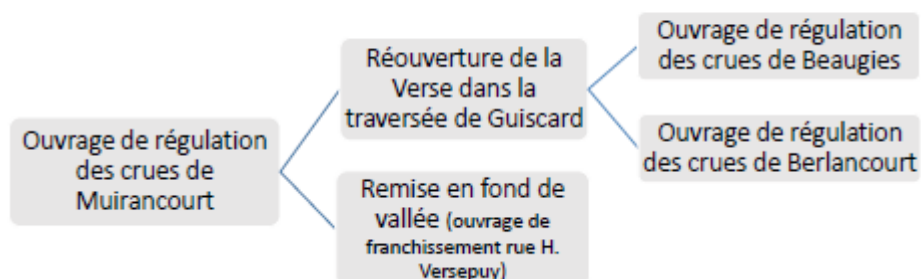 Ouvrage de régulation
des crues de
Muirancourt
Réouverture de la
Verse dans la
traversée de Guiscard
Remise en fond de
vallée (ouvrage de
franchissement rue H.
Versepuy)
Ouvrage de régulation
des crues de Beaugies
Ouvrage de régulation
des crues de Berlancourt